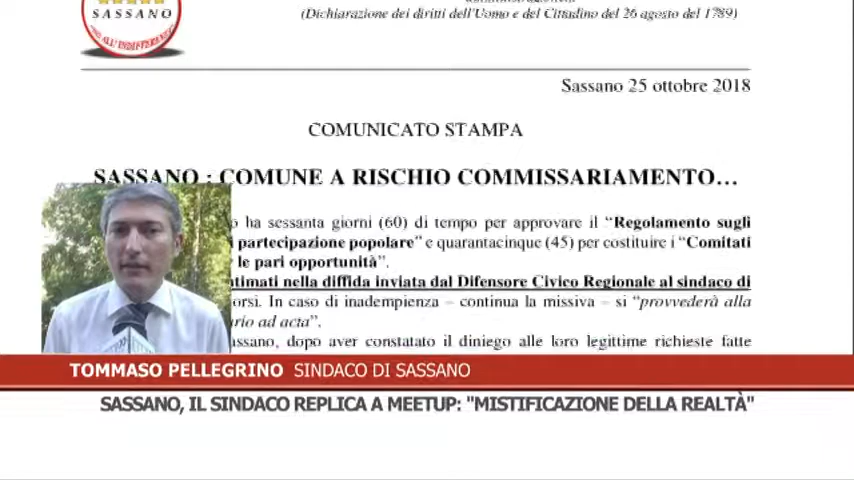 SASSANO
(Dichiarazione dei diritti dell'Uomo e del Cittadino del 26 agosto del 1789)
Sassano 25 ottobre 2018
COMUNICATO STAMPA
SASSANO : COMUNE A RISCHIO COMMISSARIAMENTO…
o ha sessanta giorni (60) di tempo per approvare il “Regolamento sugli
i partecipazione popolare” e quarantacinque (45) per costituire i “Comitati
le pari opportunità”.
ntimati nella diffida inviata dal Difensore Civico Regionale al sindaco di
orsi. In caso di inadempienza – continua la missiva – si “provvederà alla
ario ad acta”.
assano, dopo aver constatato il diniego alle loro legittime richieste fatte
TOMMASO PELLEGRINO SINDACO DI SASSANO
SASSANO, IL SINDACO REPLICA A MEETUP: "MISTIFICAZIONE DELLA REALTÀ"